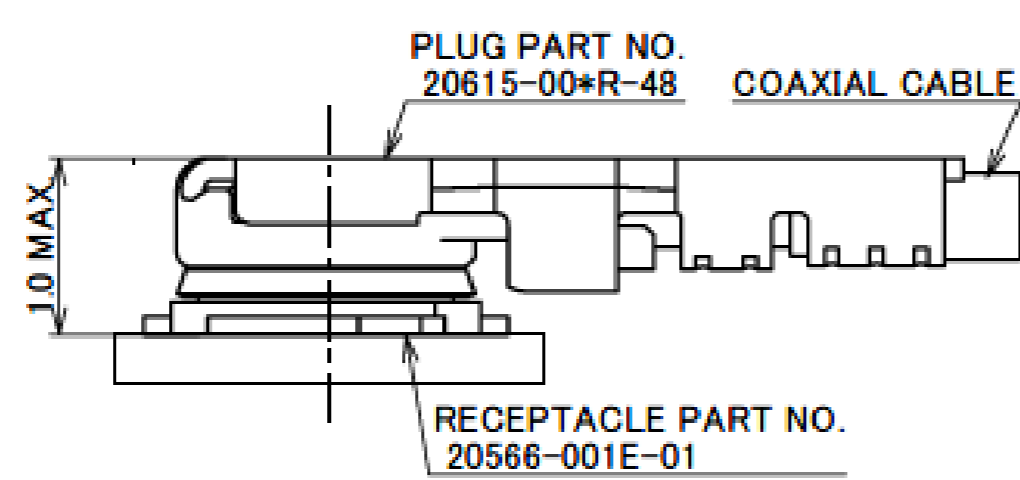 PLUG PART NO.
20615-00*R-48
COAXIAL CABLE
1.0 MAX.
RECEPTACLE PART NO.
20566-001E-01